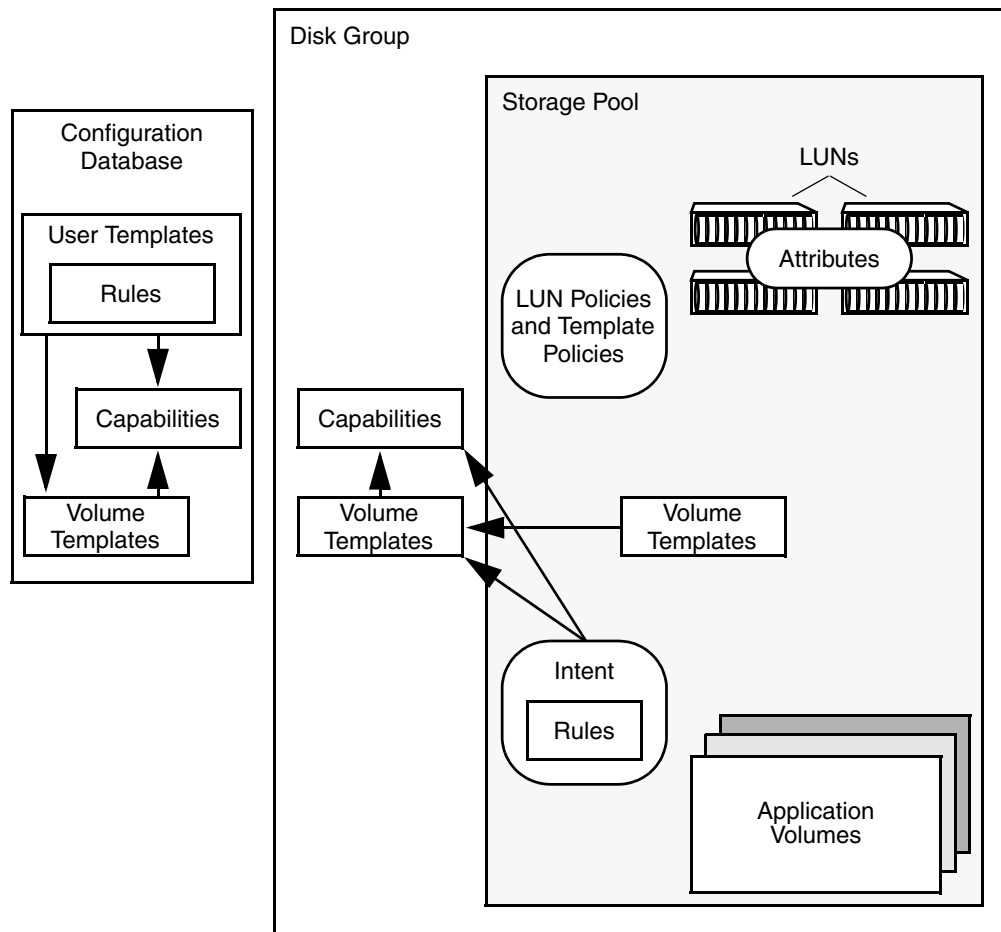 Disk Group
Storage Pool
Configuration
Database
LUNs
User Templates
Attributes
Rules
LUN Policies
and Template
Policies
Capabilities
Capabilities
Volume
Templates
Volume
Templates
Volume
Templates
Intent
Rules
Application
Volumes